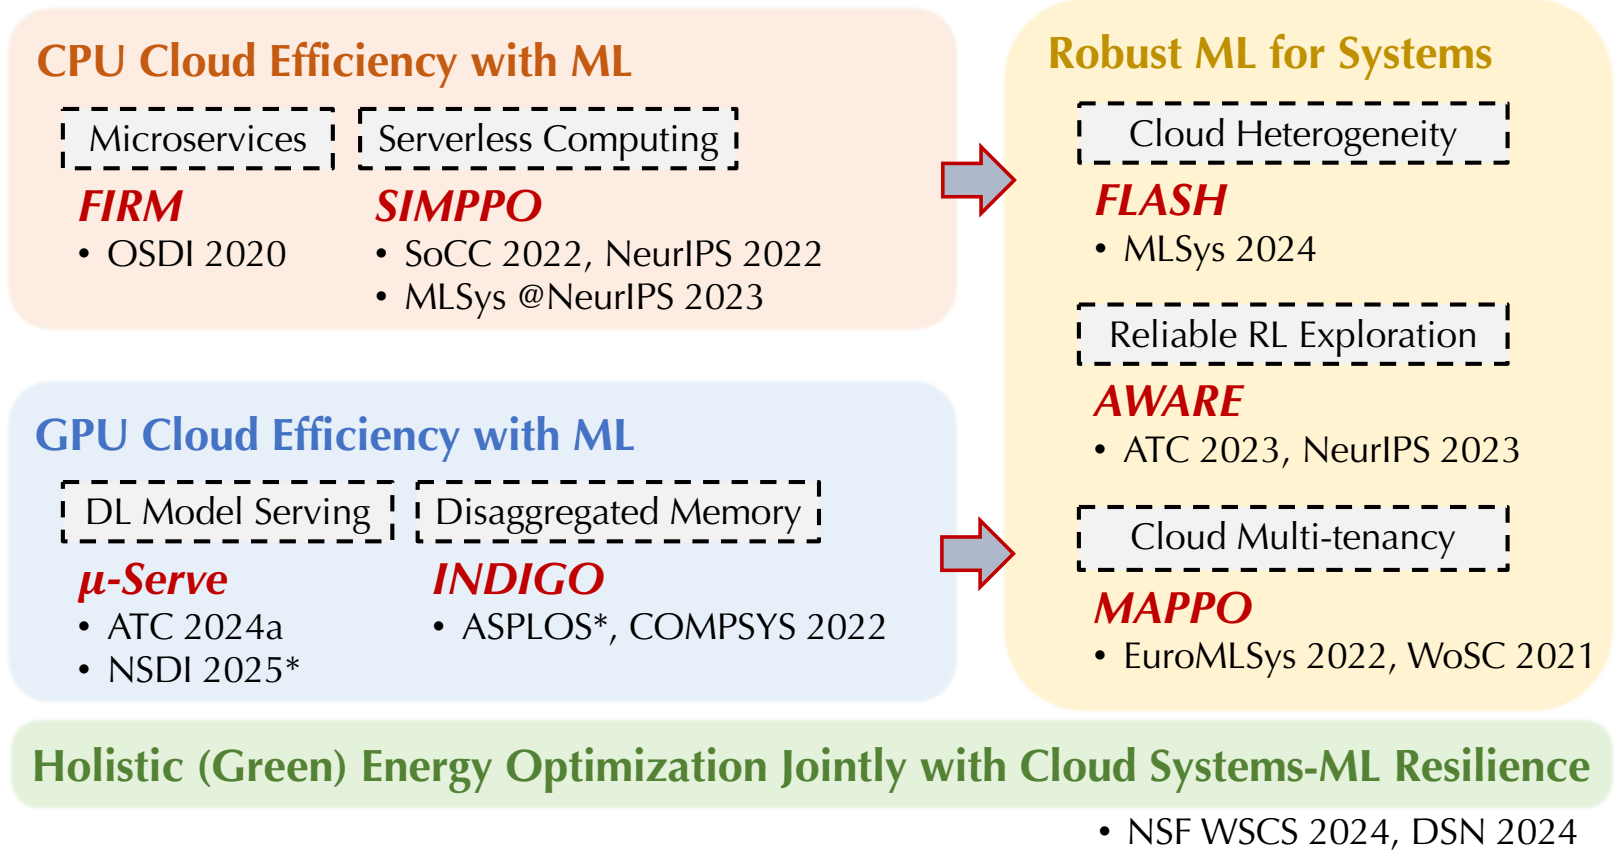 CPU Cloud Efficiency with ML
Microservices
FIRM
• OSDI 2020
Serverless Computing
SIMPPO
• SoCC 2022, NeurIPS 2022
• MLSys @NeurIPS 2023
GPU Cloud Efficiency with ML
DL Model Serving
μ-Serve
• ATC 2024a
• NSDI 2025*
Disaggregated Memory
INDIGO
• ASPLOS*, COMPSYS 2022
Robust ML for Systems
Cloud Heterogeneity
FLASH
• MLSys 2024
Reliable RL Exploration
AWARE
• ATC 2023, NeurIPS 2023
Cloud Multi-tenancy
MAPPO
• EuroMLSys 2022, WoSC 2021
Holistic (Green) Energy Optimization Jointly with Cloud Systems-ML Resilience
• NSF WSCS 2024, DSN 2024